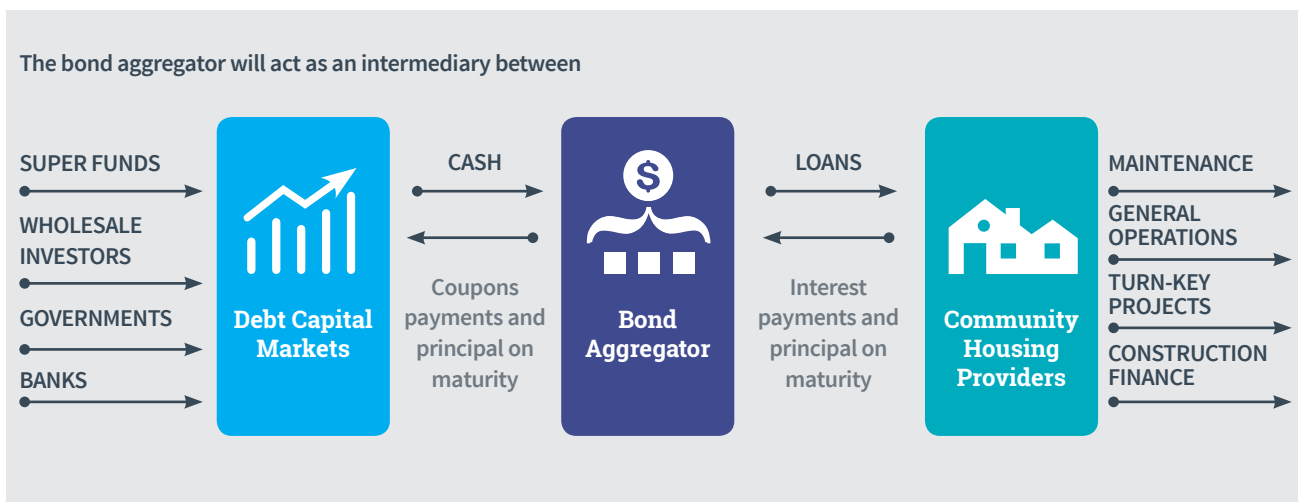 The bond aggregator will act as an intermediary between
SUPER FUNDS
WHOLESALE
INVESTORS
GOVERNMENTS
BANKS
Debt Capital
Markets
CASH
Coupons
payments and
principal on
maturity
$
Bond
Aggregator
LOANS
Interest
payments and
principal on
maturity
Community
Housing
Providers
MAINTENANCE
GENERAL
OPERATIONS
TURN-KEY
PROJECTS
CONSTRUCTION
FINANCE